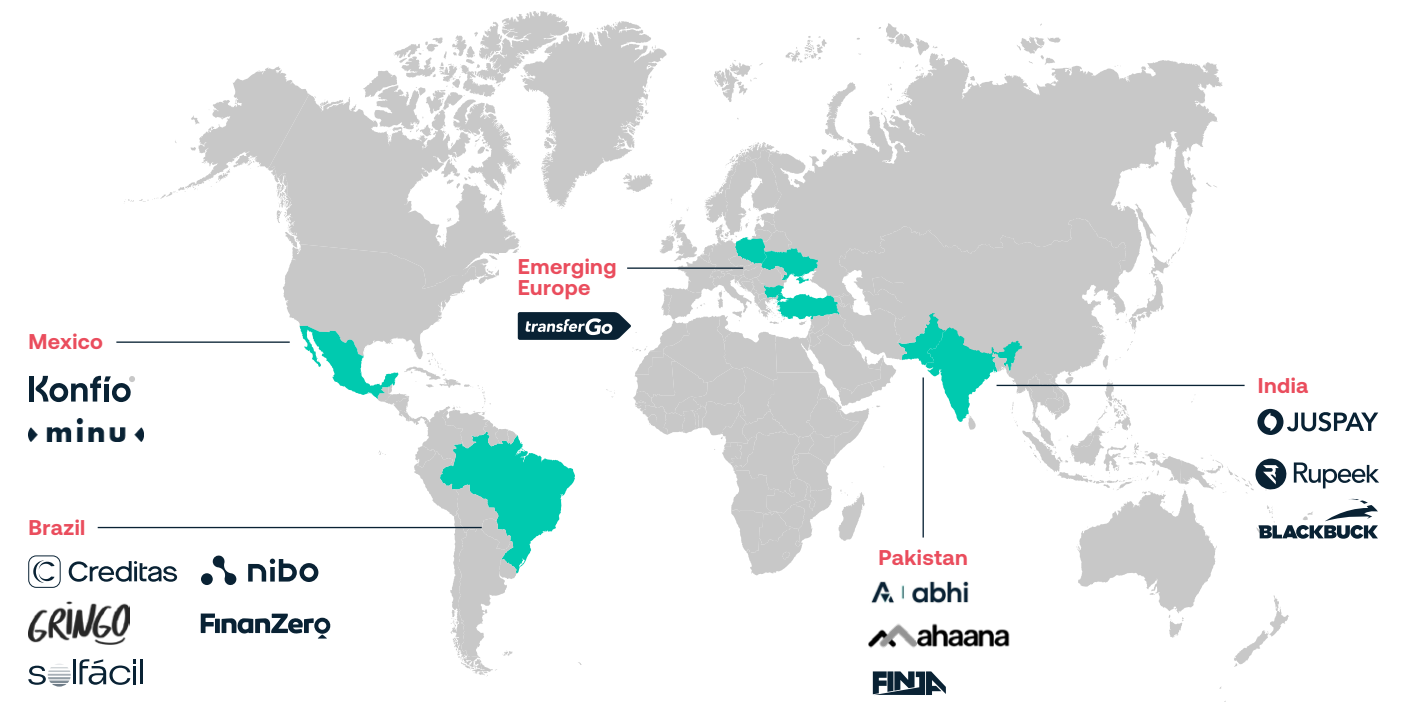 Emerging
Europe
transferGo
Mexico
Konfío
minu
India
JUSPAY
Rupeek
BLACKBUCK
Brazil
Creditas
nibo
GRINGO
FinanZero
solfácil
Pakistan
abhi
mahaana
FINJA